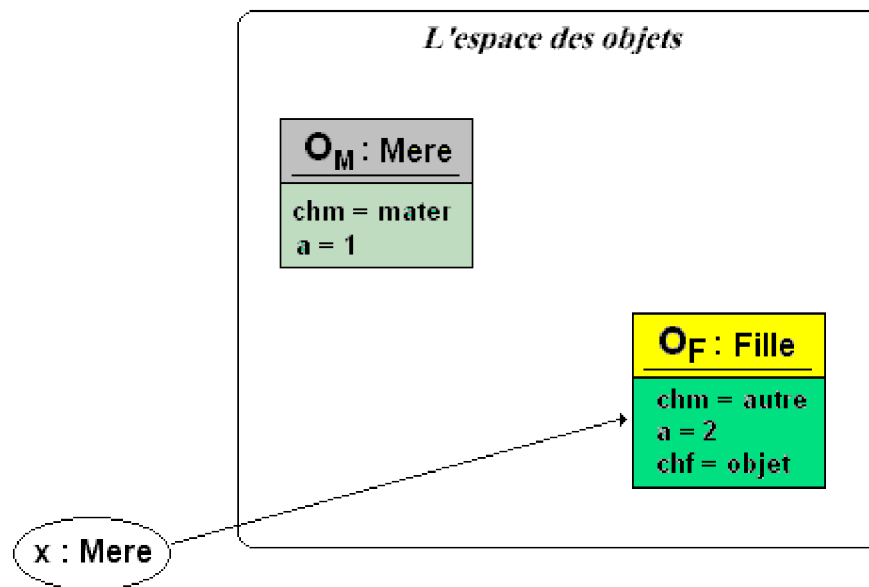 L'espace des objets
OM : Mere
chm = mater
a = 1
OF : Fille
chm = autre
a = 2
chf = objet
x : Mere